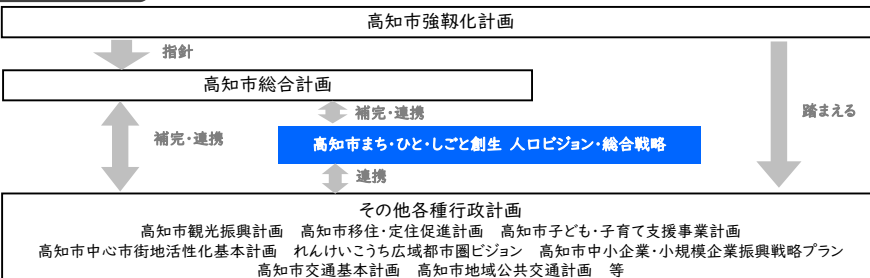 高知市強靱化計画
指針
高知市総合計画
補完・連携
踏まえる
補完・連携
高知市まち・ひと・しごと創生 人口ビジョン・総合戦略
連携
その他各種行政計画
高知市観光振興計画 高知市移住・定住促進計画 高知市子ども・子育て支援事業計画
高知市中心市街地活性化基本計画 れんけいこうち広域都市圏ビジョン 高知市中小企業・小規模企業振興戦略プラン
高知市交通基本計画 高知市地域公共交通計画 等